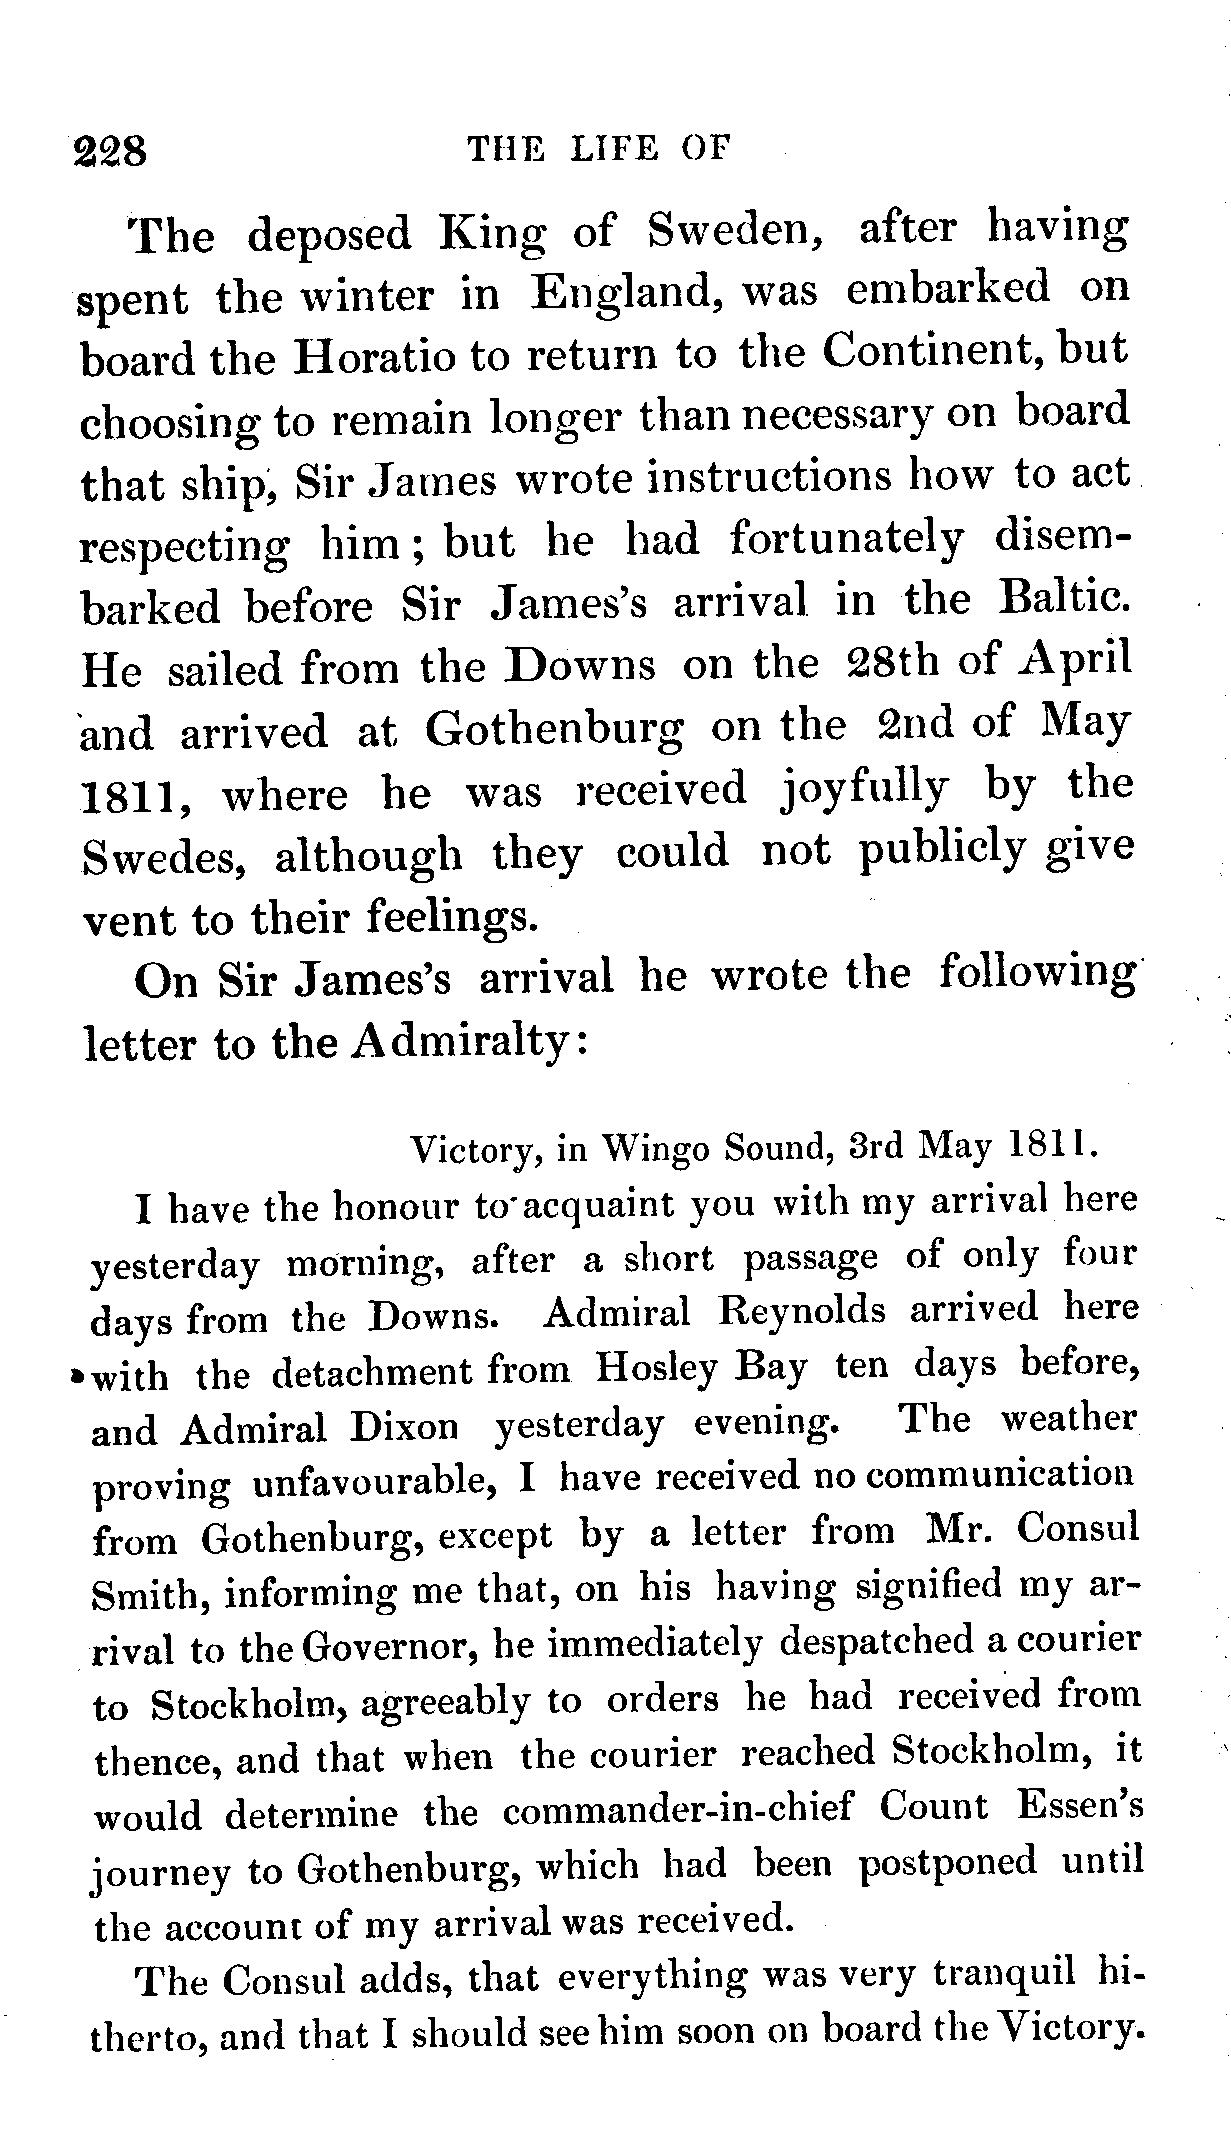 228 THE LIFE OF
The deposed King of Sweden, after having
spent the winter in England, was embarked on
board the Horatio to return to the Continent, but
choosing to remain longer than necessary on board
that ship, Sir James wrote instructions how to act
respecting him; but he had fortunately disem-
barked before Sir James's arrival in the Baltic.
He sailed from the Downs on the 28th of April
and arrived at Gothenburg on the 2nd of May
1811, where he was received joyfully by the
Swedes, although they could not publicly give
vent to their feelings.
On Sir James's arrival he wrote the following
letter to the Admiralty:
Victory, in Wingo Sound, 3rd May 1811.
I have the honour to acquaint you with my arrival here
yesterday morning, after a short passage of only four
days from the Downs. Admiral Reynolds arrived here
with the detachment from Hosley Bay ten days before,
and Admiral Dixon yesterday evening. The weather
proving unfavourable, I have received no communication
from Gothenburg, except by a letter from Mr. Consul
Smith, informing me that, on his having signified my ar-
rival to the Governor, he immediately despatched a courier
to Stockholm, agreeably to orders he had received from
thence, and that when the courier reached Stockholm, it
would determine the commander-in-chief Count Essen's
journey to Gothenburg, which had been postponed until
the account of my arrival was received.
The Consul adds, that everything was very tranquil hi-
therto, and that I should see him soon on board the Victory.